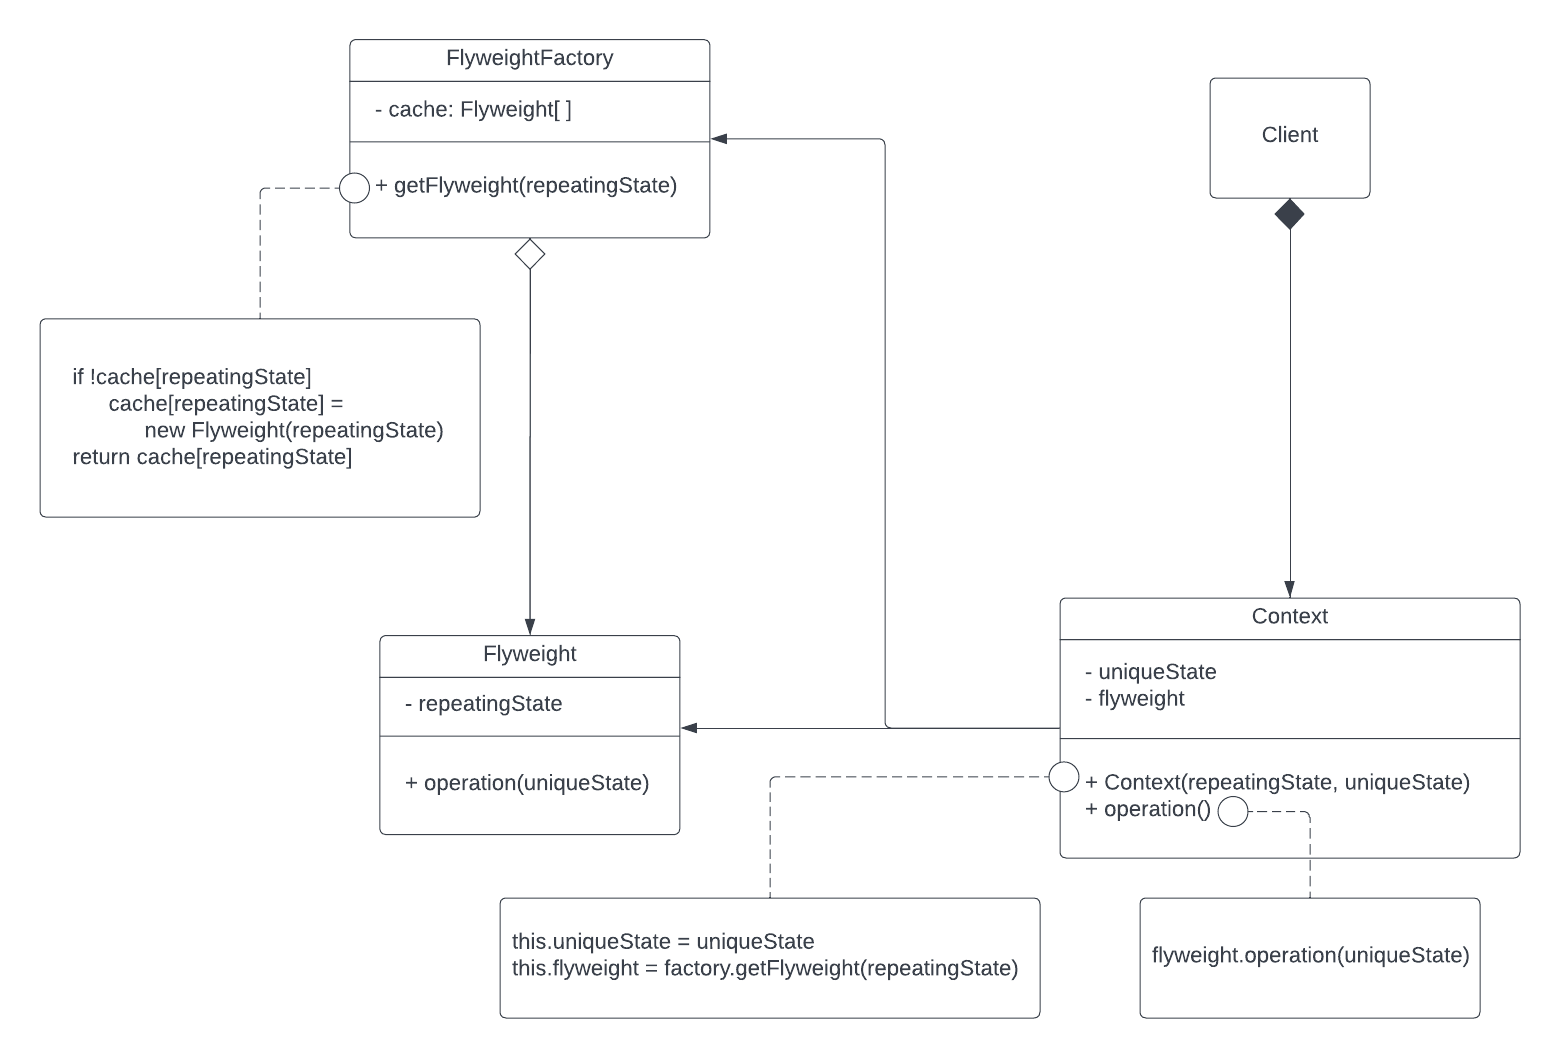 FlyweightFactory
- cache: Flyweight[ ]
+ getFlyweight(repeatingState)
Client
if !cache[repeatingState]
cache[repeatingState] =
new Flyweight(repeatingState)
return cache[repeatingState]
Flyweight
- repeatingState
+ operation(uniqueState)
Context
- uniqueState
- flyweight
+ Context(repeatingState, uniqueState)
+ operation()
this.uniqueState = uniqueState
this.flyweight = factory.getFlyweight(repeatingState)
flyweight.operation(uniqueState)